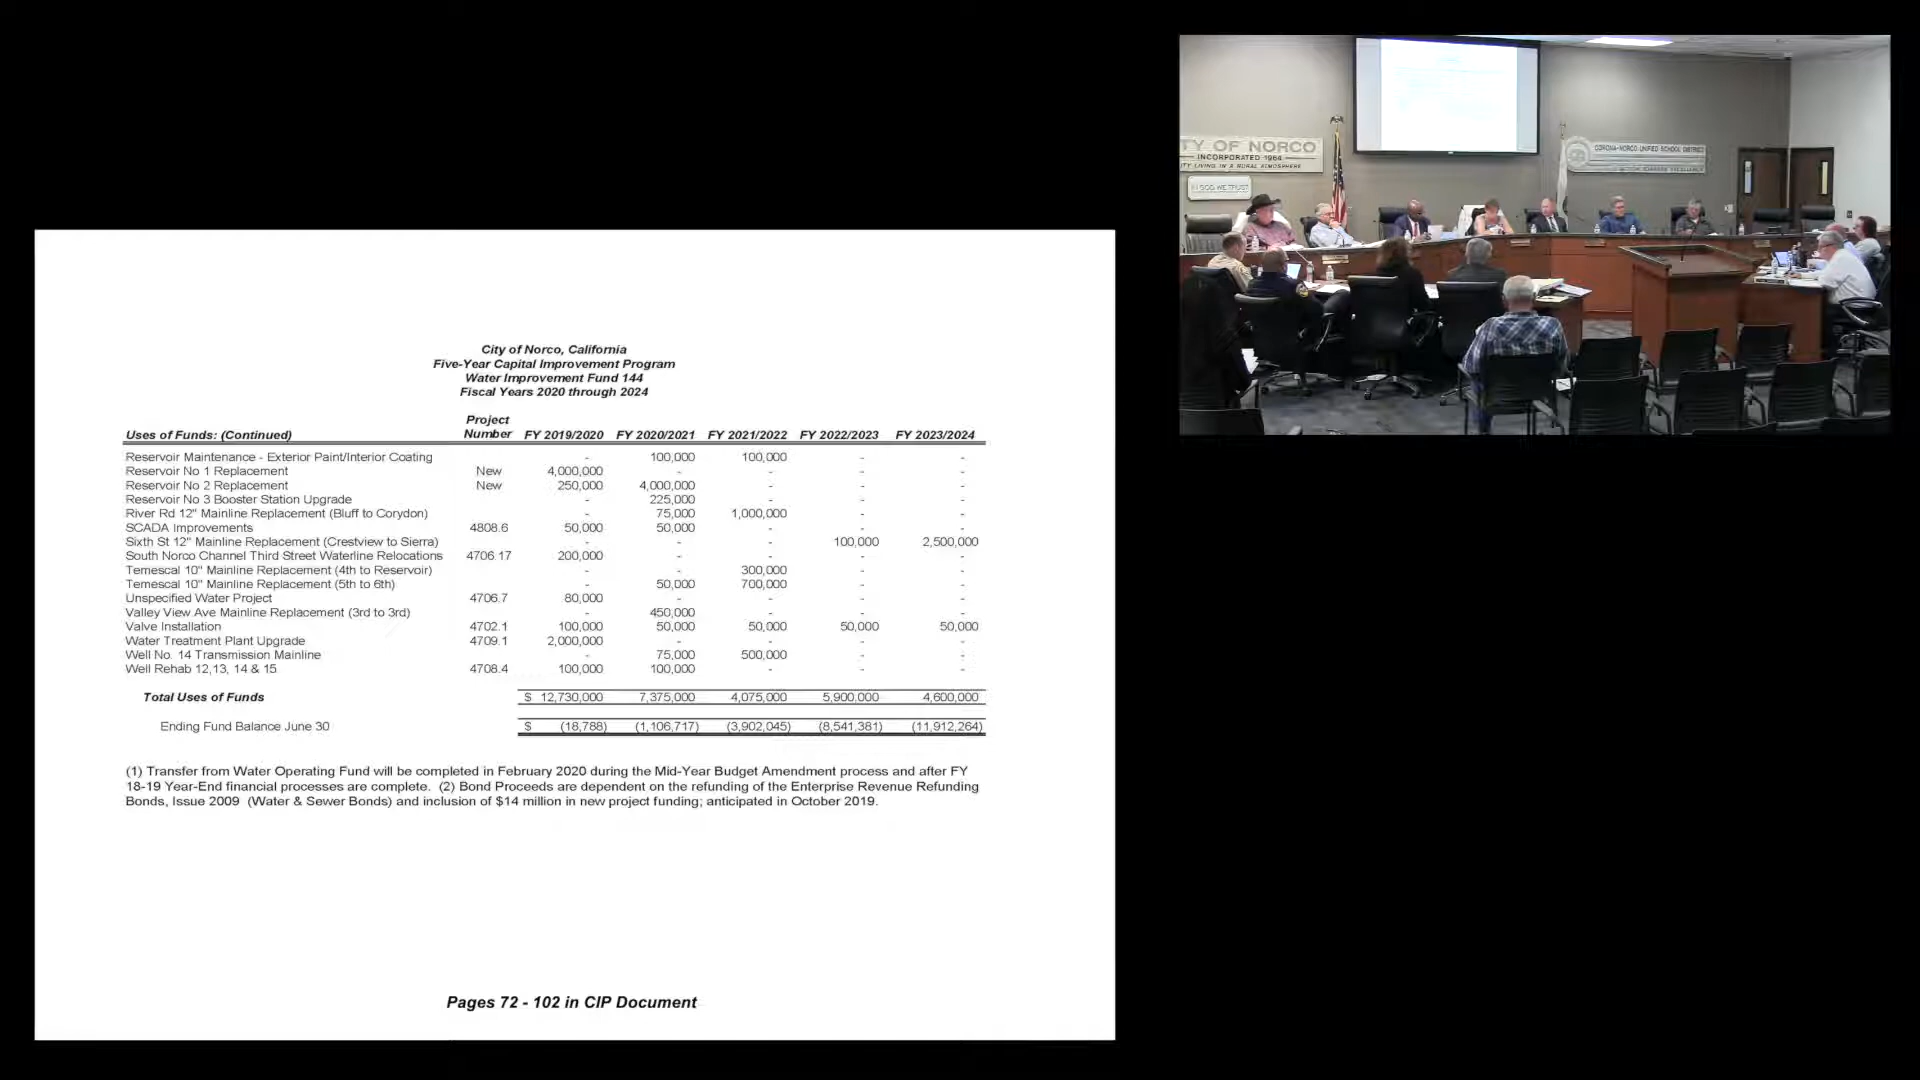 City of Norco, California
Five-Year Capital Improvement Program
Water Improvement Fund 144
Fiscal Years 2020 through 2024
Uses of Funds: (Continued) Project Number FY 2019/2020 FY 2020/2021 FY 2021/2022 FY 2022/2023 FY 2023/2024
Reservoir Maintenance - Exterior Paint/Interior Coating - 100,000 100,000 - -
Reservoir No 1 Replacement New 4,000,000 - - - -
Reservoir No 2 Replacement New 250,000 4,000,000 - - -
Reservoir No 3 Booster Station Upgrade - 225,000 - - -
River Rd 12" Mainline Replacement (Bluff to Corydon) - 75,000 1,000,000 - -
SCADA Improvements 4808.6 50,000 50,000 - - -
Sixth St 12" Mainline Replacement (Crestview to Sierra) - - - 100,000 2,500,000
South Norco Channel Third Street Waterline Relocations 4706.17 200,000 - - - -
Temescal 10" Mainline Replacement (4th to Reservoir) - - 300,000 - -
Temescal 10" Mainline Replacement (5th to 6th) - 50,000 700,000 - -
Unspecified Water Project 4706.7 80,000 - - - -
Valley View Ave Mainline Replacement (3rd to 3rd) - 450,000 - - -
Valve Installation 4702.1 100,000 50,000 50,000 50,000 50,000
Water Treatment Plant Upgrade 4709.1 2,000,000 - - - -
Well No. 14 Transmission Mainline - 75,000 500,000 - -
Well Rehab 12,13, 14 & 15 4708.4 100,000 100,000 - - -
Total Uses of Funds $ 12,730,000 7,375,000 4,075,000 5,900,000 4,600,000
Ending Fund Balance June 30 $ (18,788) (1,106,717) (3,902,045) (8,541,381) (11,912,264)
(1) Transfer from Water Operating Fund will be completed in February 2020 during the Mid-Year Budget Amendment process and after FY
18-19 Year-End financial processes are complete. (2) Bond Proceeds are dependent on the refunding of the Enterprise Revenue Refunding
Bonds, Issue 2009 (Water & Sewer Bonds) and inclusion of $14 million in new project funding; anticipated in October 2019.
Pages 72 - 102 in CIP Document
TY OF NORCO
INCORPORATED 1964
ITY LIVING IN A RURAL ATMOSPHERE
IN GOD WE TRUST
CORONA-NORCO UNIFIED SCHOOL DISTRICT